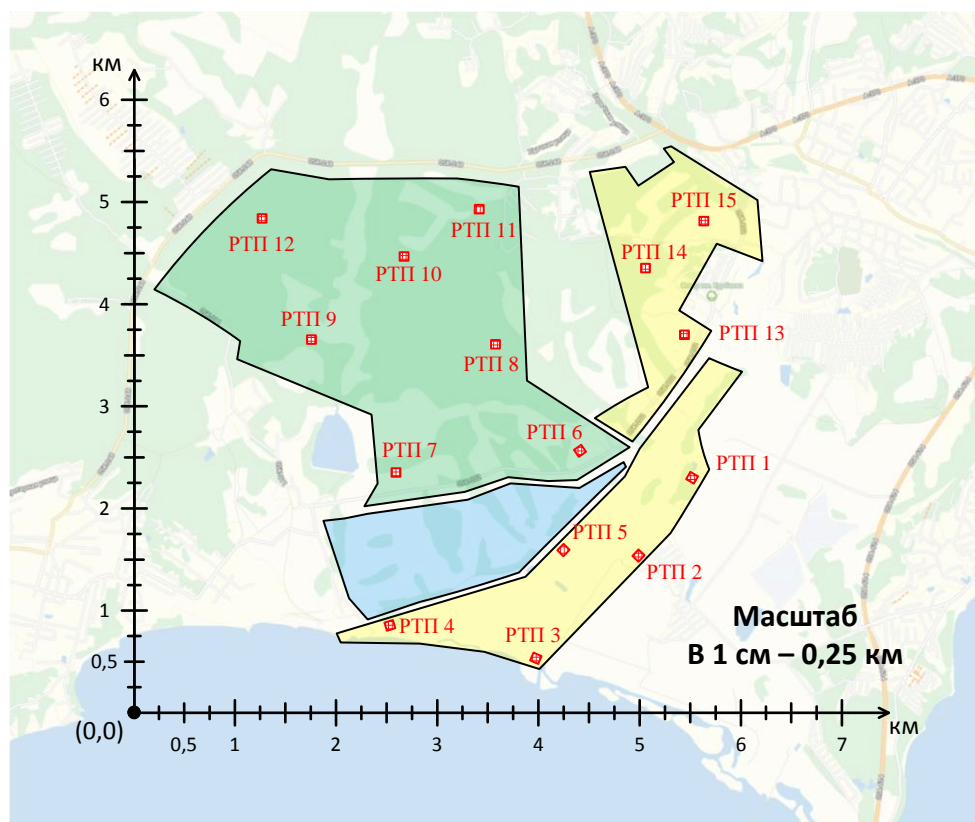 км
6
5
4
3
2
1
0,5
(0,0)
0,5
1
2
3
4
5
6
7
км
РТП 12
РТП 11
РТП 10
РТП 9
РТП 8
РТП 7
РТП 6
РТП 15
РТП 14
РТП 13
РТП 1
РТП 5
РТП 2
РТП 4
РТП 3
Масштаб
В 1 см – 0,25 км